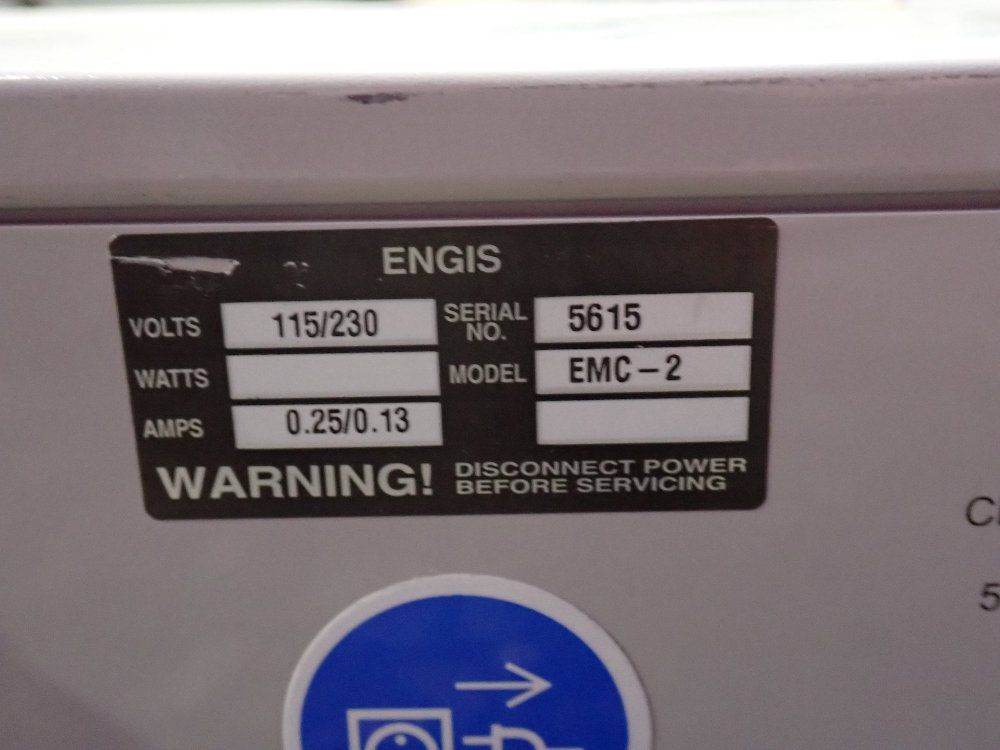 ENGIS
VOLTS 115/230 SERIAL NO. 5615
WATTS MODEL EMC-2
AMPS 0.25/0.13
WARNING! DISCONNECT POWER
BEFORE SERVICING
5